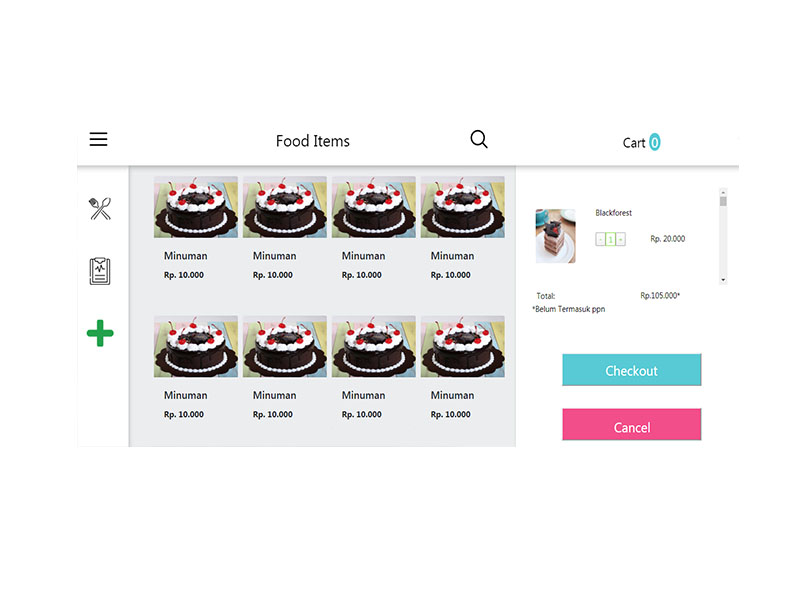 Food Items
Cart 0
Minuman
Rp. 10.000
Minuman
Rp. 10.000
Minuman
Rp. 10.000
Minuman
Rp. 10.000
Minuman
Rp. 10.000
Minuman
Rp. 10.000
Minuman
Rp. 10.000
Minuman
Rp. 10.000
Blackforest
- 1 +
Rp. 20.000
Total:
Rp.105.000*
*Belum Termasuk ppn
Checkout
Cancel